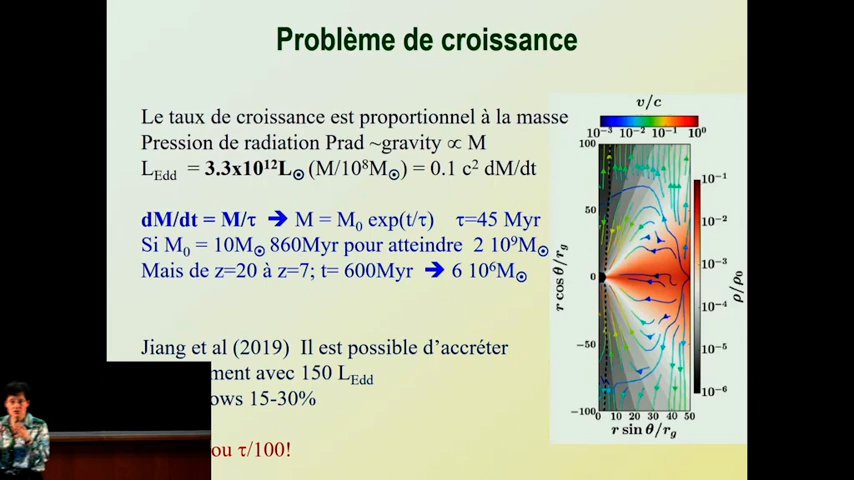 Problème de croissance
Le taux de croissance est proportionnel à la masse
Pression de radiation Prad ~gravity ∝ M
L_Edd = 3.3x10¹²L☉ (M/10⁸M☉) = 0.1 c² dM/dt
dM/dt = M/τ ➔ M = M₀ exp(t/τ) τ=45 Myr
Si M₀ = 10M☉ 860Myr pour atteindre 2 10⁹M☉
Mais de z=20 à z=7; t= 600Myr ➔ 6 10⁶M☉
Jiang et al (2019) Il est possible d'accréter
ment avec 150 L_Edd
ows 15-30%
ou τ/100!
v/c
10⁻³ 10⁻² 10⁻¹ 10⁰
100
50
0
−50
−100
r cos θ/r_g
0 10 20 30 40 50
r sin θ/r_g
10⁻¹
10⁻²
10⁻³
10⁻⁴
10⁻⁵
10⁻⁶
ρ/ρ₀